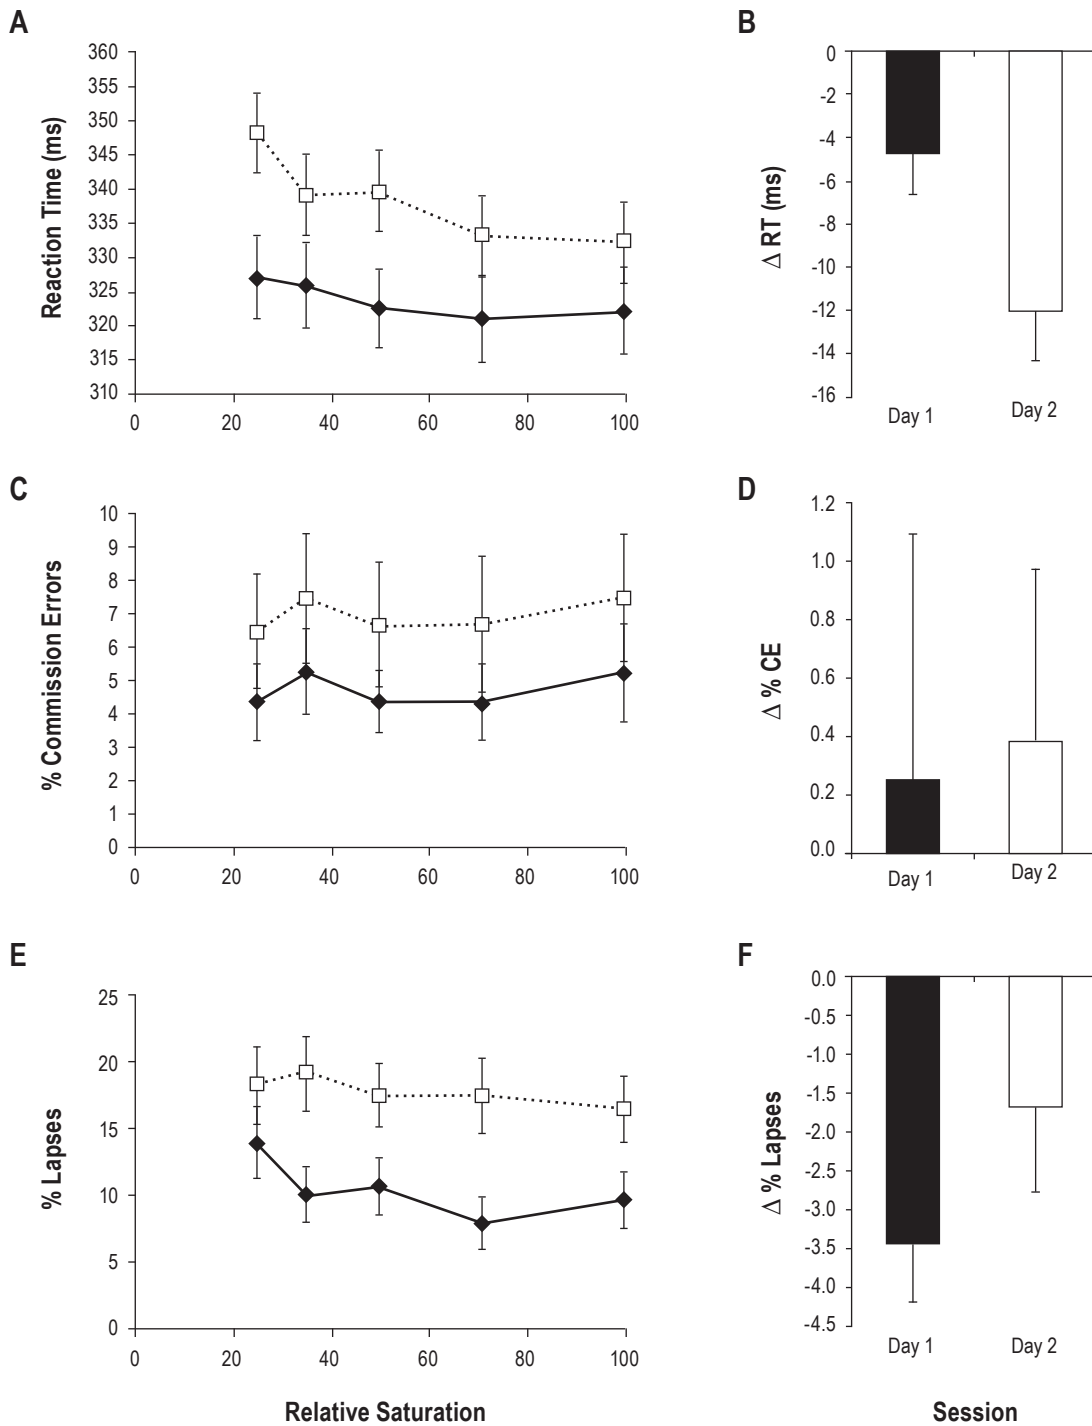 A
Reaction Time (ms)
360
355
350
345
340
335
330
325
320
315
310
0 20 40 60 80 100
B
Δ RT (ms)
0
-2
-4
-6
-8
-10
-12
-14
-16
Day 1 Day 2
C
% Commission Errors
10
9
8
7
6
5
4
3
2
1
0
0 20 40 60 80 100
D
Δ % CE
1.2
1.0
0.8
0.6
0.4
0.2
0.0
Day 1 Day 2
E
% Lapses
25
20
15
10
5
0
0 20 40 60 80 100
Relative Saturation
F
Δ % Lapses
0.0
-0.5
-1.0
-1.5
-2.0
-2.5
-3.0
-3.5
-4.0
-4.5
Day 1 Day 2
Session